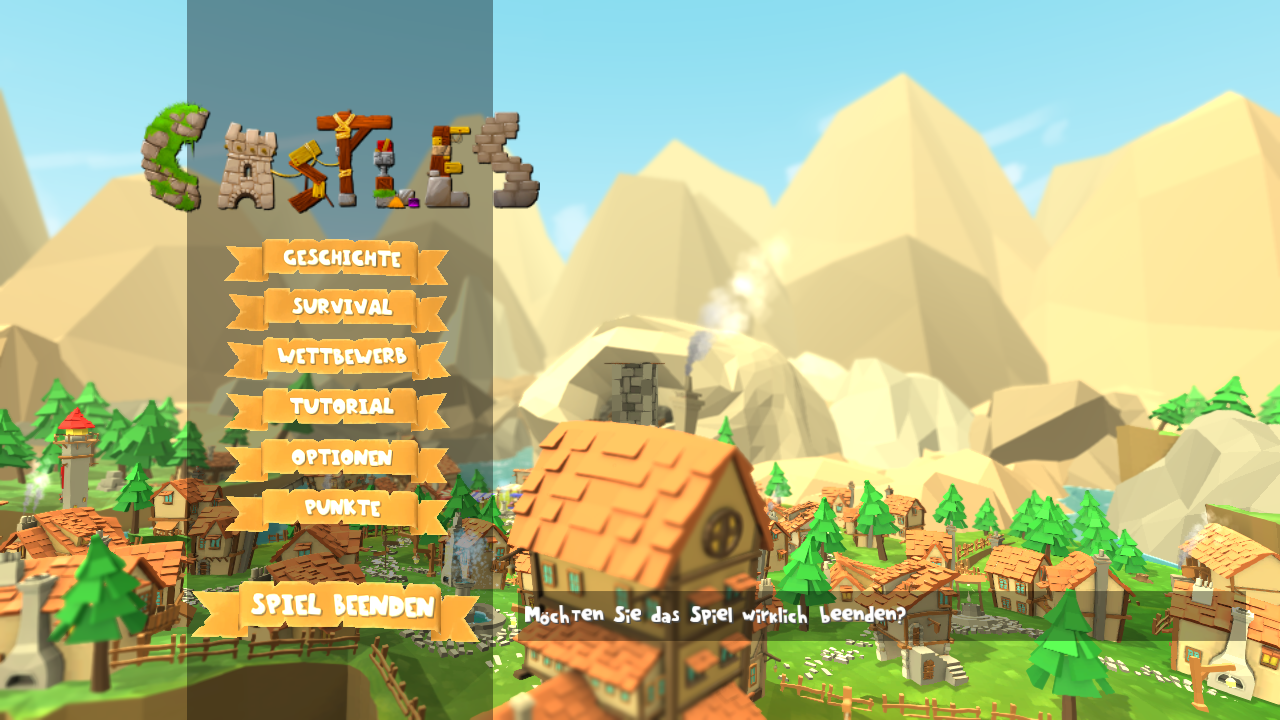 CASTLES
GESCHICHTE
SURVIVAL
WETTBEWERB
TUTORIAL
OPTIONEN
PUNKTE
SPIEL BEENDEN
Möchten Sie das Spiel wirklich beenden?